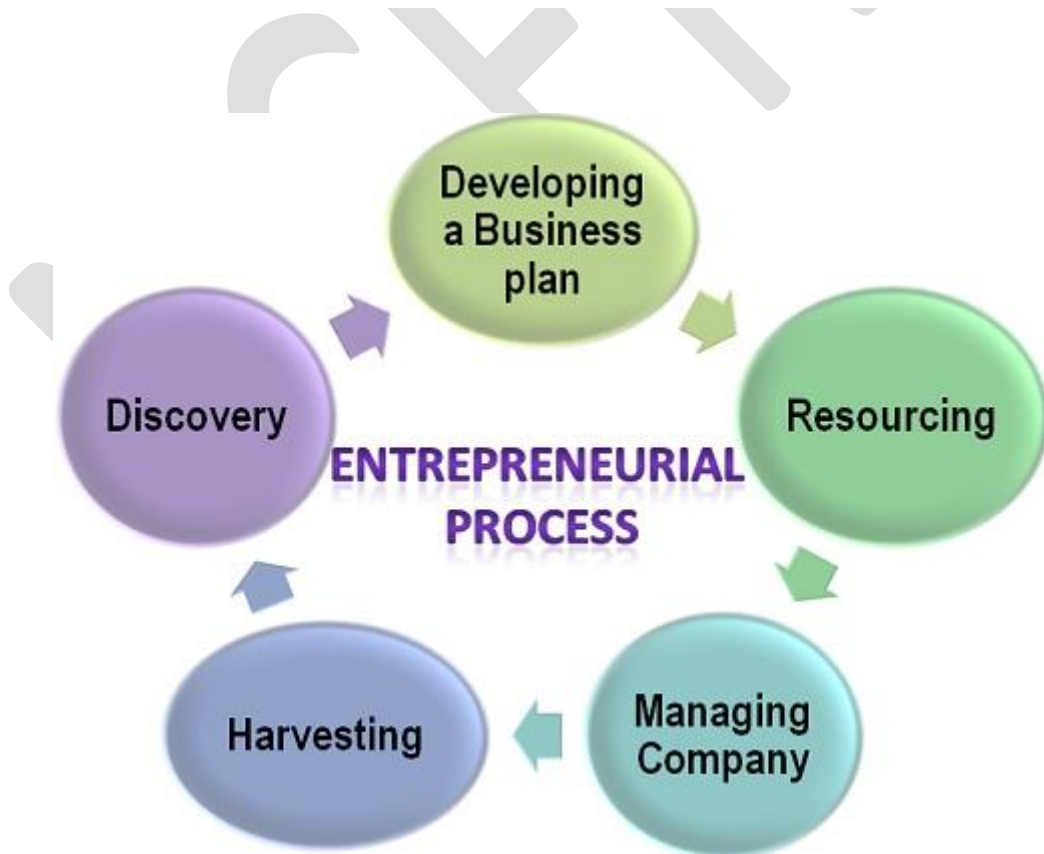 Developing
a Business
plan
Discovery
Resourcing
ENTREPRENEURIAL
PROCESS
Harvesting
Managing
Company